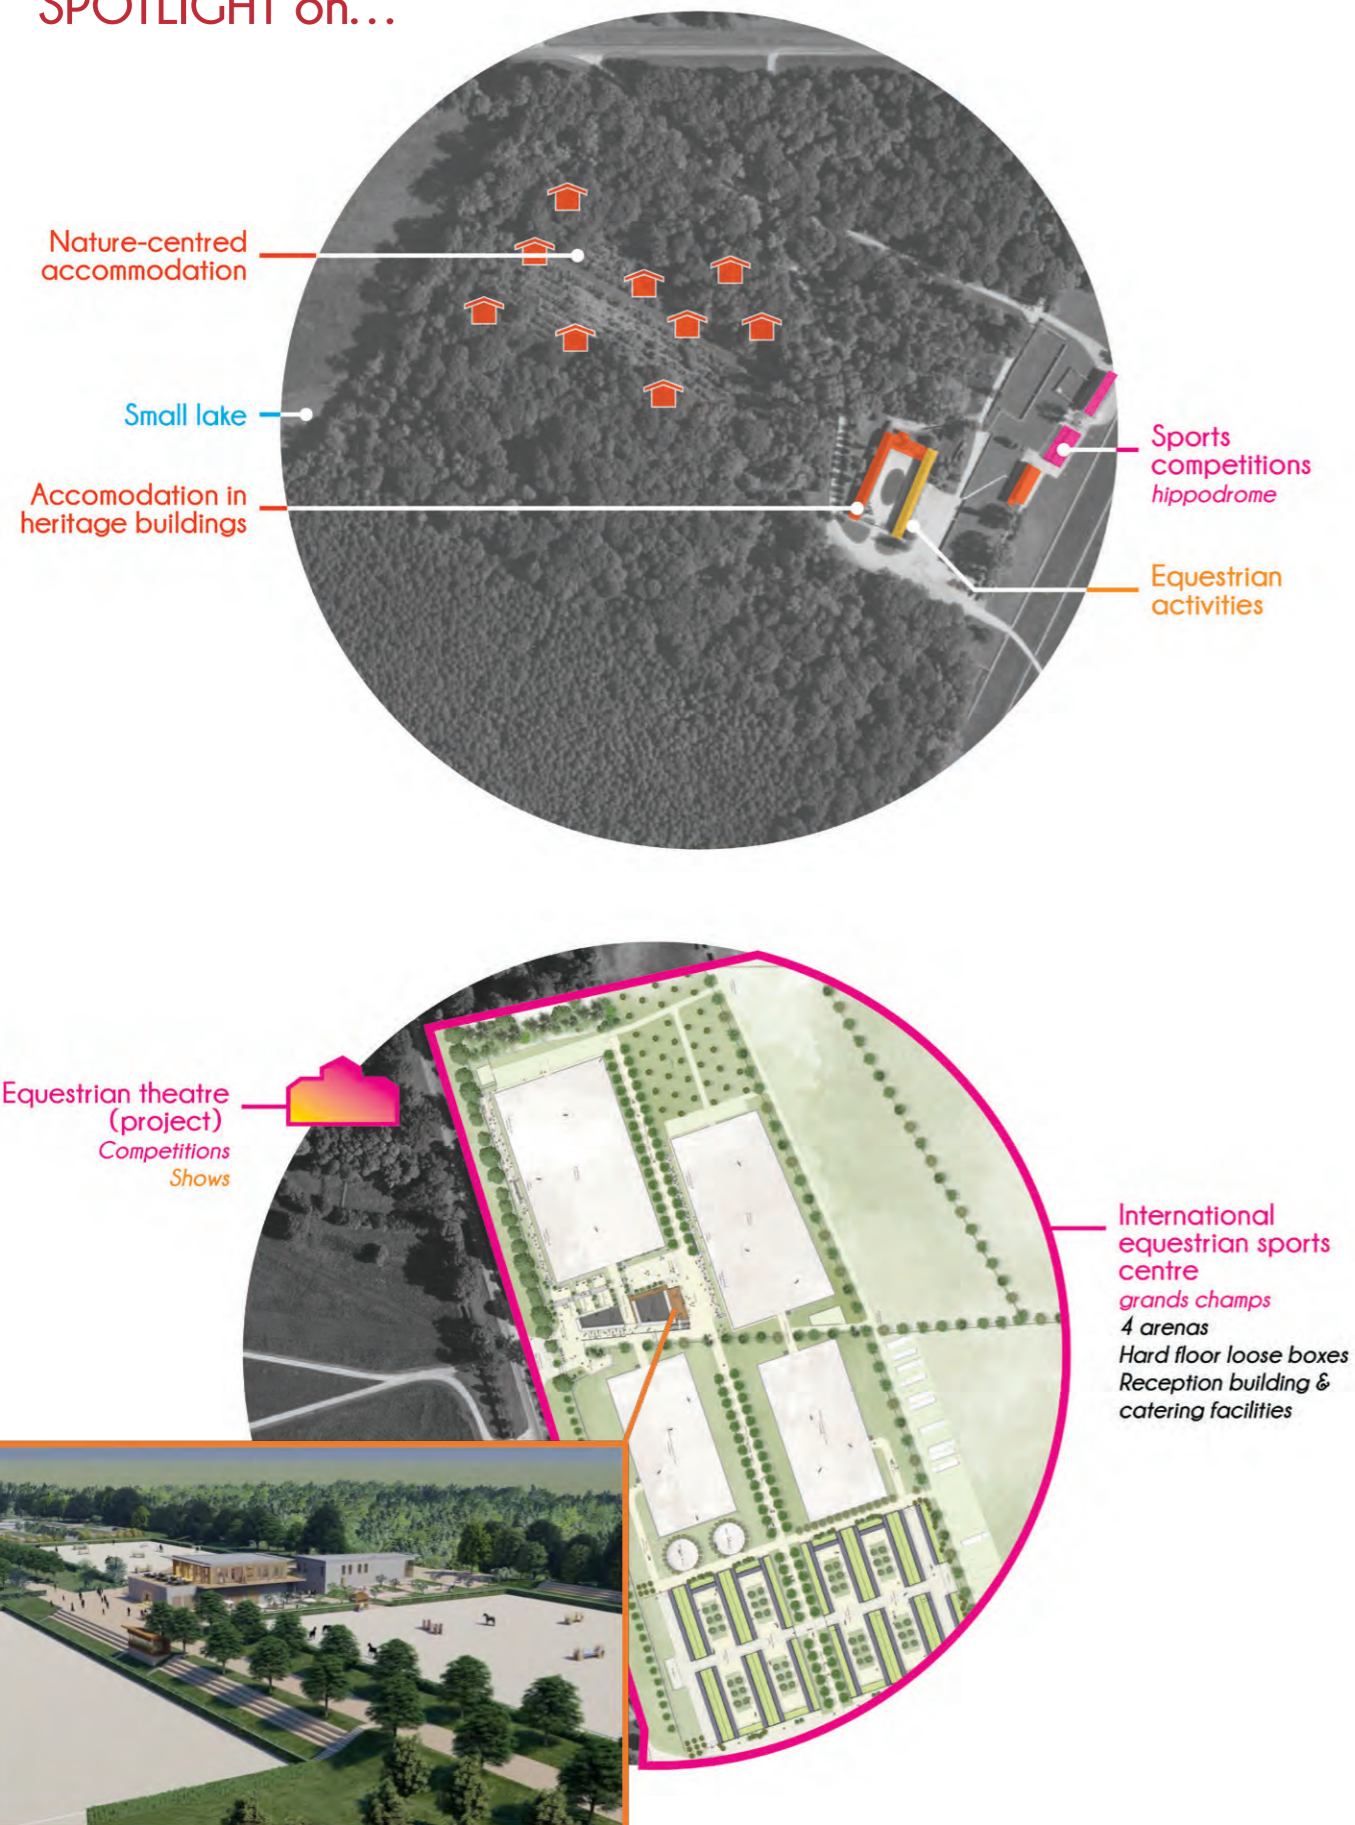 SPOTLIGHT on...
Nature-centred
accommodation
Small lake
Accomodation in
heritage buildings
Sports
competitions
hippodrome
Equestrian
activities
Equestrian theatre
(project)
Competitions
Shows
International
equestrian sports
centre
grands champs
4 arenas
Hard floor loose boxes
Reception building &
catering facilities